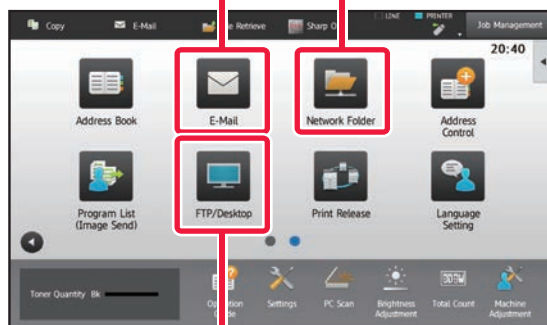 Copy
E-Mail
Retrieve
Sharp
LINE
PRINTER
Job Management
20:40
Address Book
E-Mail
Network Folder
Address
Control
Program List
(Image Send)
FTP/Desktop
Print Release
Language
Setting
Toner Quantity Bk
Settings
PC Scan
Brightness
Adjustment
Total Count
Machine
Adjustment